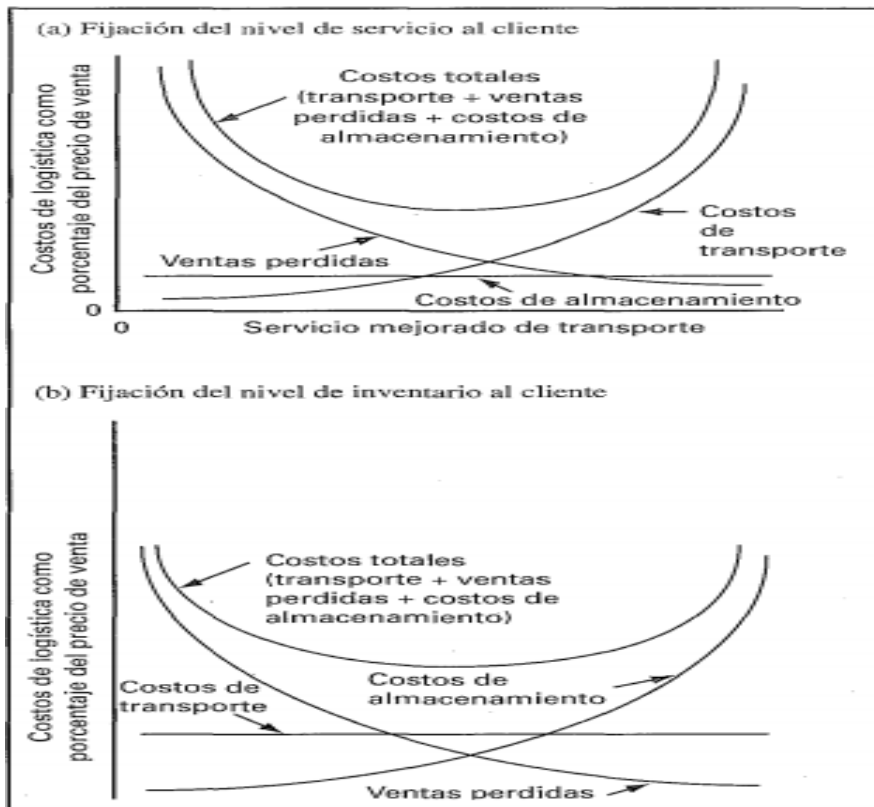 (a) Fijación del nivel de servicio al cliente
Costos totales
(transporte + ventas
perdidas + costos de
almacenamiento)
Costos de logística como
porcentaje del precio de venta
Costos
de
transporte
Ventas perdidas
Costos de almacenamiento
0
0
Servicio mejorado de transporte
(b) Fijación del nivel de inventario al cliente
Costos totales
(transporte + ventas
perdidas + costos de
almacenamiento)
Costos de logística como
porcentaje del precio de venta
Costos de
transporte
Costos de
almacenamiento
Ventas perdidas